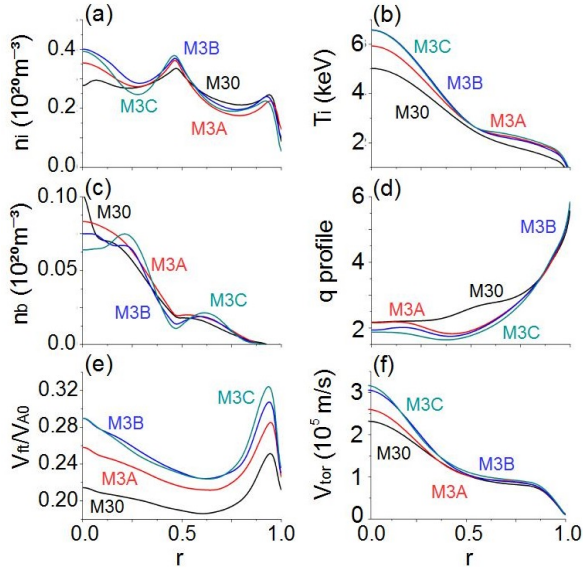 (a)
nᵢ (10²⁰m⁻³)
0.4
0.2
0.0
M3B
M30
M3C
M3A
(b)
Ti (keV)
6
4
2
M3C
M3B
M30
M3A
(c)
nb (10²⁰m⁻³)
0.10
0.05
0.00
M30
M3A
M3B
M3C
(d)
q profile
6
4
2
M3B
M30
M3A
M3C
(e)
Vft/VA0
0.32
0.28
0.24
0.20
M3C
M3B
M3A
M30
0.0 0.5 1.0
r
(f)
Vtor (10⁵ m/s)
3
2
1
0
M3C
M30
M3B
M3A
0.0 0.5 1.0
r